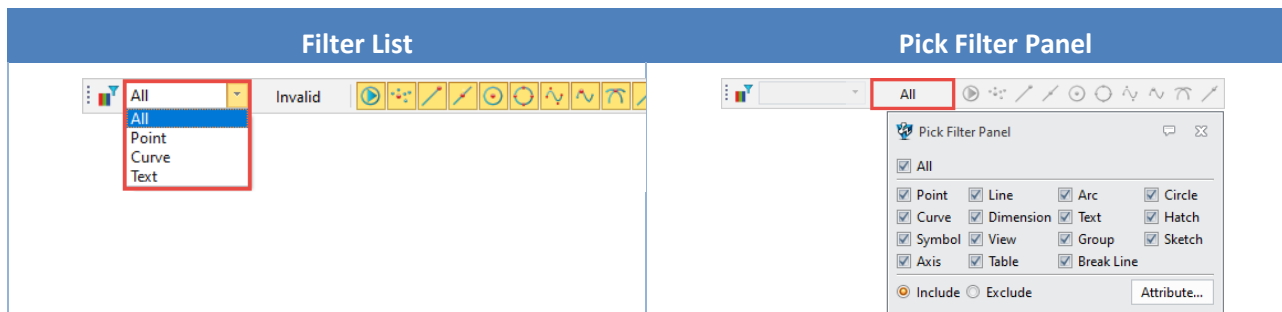 Filter List
Pick Filter Panel
All
Invalid
All
Point
Curve
Text
All
Pick Filter Panel
All
Point Line Arc Circle
Curve Dimension Text Hatch
Symbol View Group Sketch
Axis Table Break Line
Include Exclude Attribute...